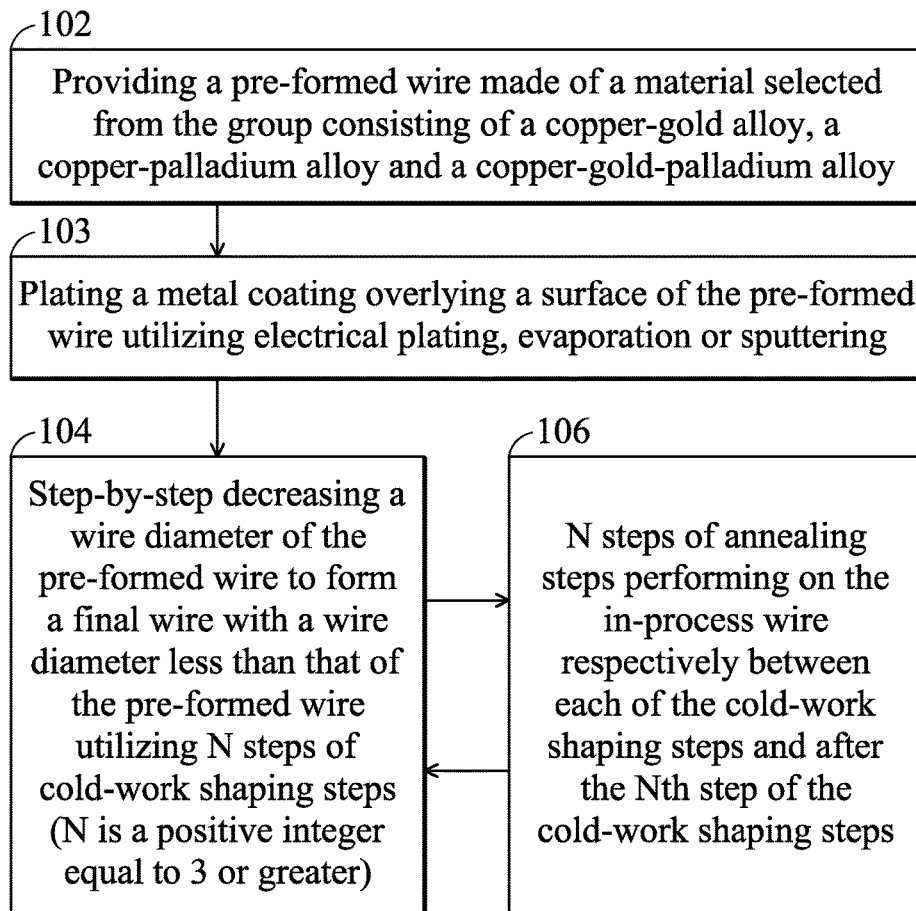 102
Providing a pre-formed wire made of a material selected
from the group consisting of a copper-gold alloy, a
copper-palladium alloy and a copper-gold-palladium alloy
103
Plating a metal coating overlying a surface of the pre-formed
wire utilizing electrical plating, evaporation or sputtering
104
Step-by-step decreasing a
wire diameter of the
pre-formed wire to form
a final wire with a wire
diameter less than that of
the pre-formed wire
utilizing N steps of
cold-work shaping steps
(N is a positive integer
equal to 3 or greater)
106
N steps of annealing
steps performing on the
in-process wire
respectively between
each of the cold-work
shaping steps and after
the Nth step of the
cold-work shaping steps